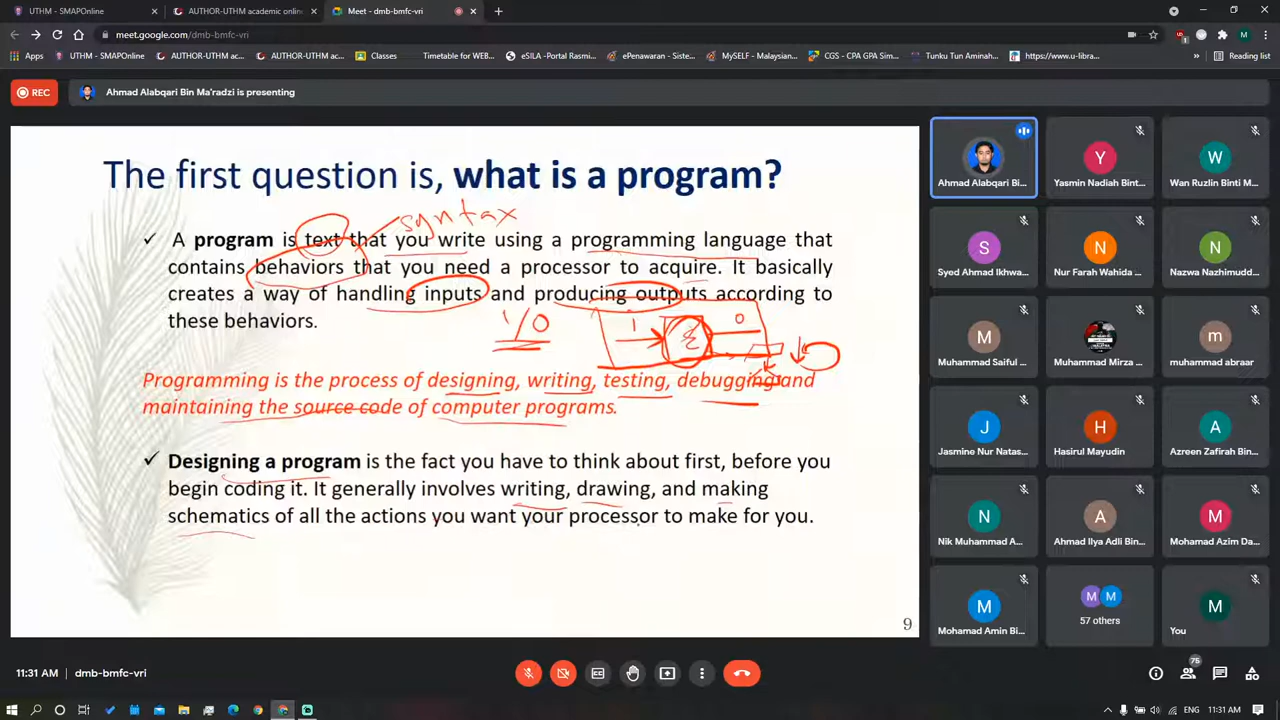 UTHM - SMAPOnline
AUTHOR-UTHM academic onlin
Meet - dmb-bmfc-vri
meet.google.com/dmb-bmfc-vri
Apps
UTHM - SMAPOnline
AUTHOR-UTHM ac...
AUTHOR-UTHM ac...
Classes
Timetable for WEB...
eSILA -Portal Rasmi...
ePenawaran - Siste...
MySELF - Malaysian...
CGS - CPA GPA Sim...
Tunku Tun Aminah...
https://www.u-libra...
»
Reading list
REC
Ahmad Alabqari Bin Ma'radzi is presenting
The first question is, what is a program?
syntax
✓ A program is text that you write using a programming language that
contains behaviors that you need a processor to acquire. It basically
creates a way of handling inputs and producing outputs according to
these behaviors.
1/0
1
0
Programming is the process of designing, writing, testing, debugging and
maintaining the source code of computer programs.
✓ Designing a program is the fact you have to think about first, before you
begin coding it. It generally involves writing, drawing, and making
schematics of all the actions you want your processor to make for you.
9
Ahmad Alabqari Bi...
Y
Yasmin Nadiah Bint...
W
Wan Ruzlin Binti M...
S
Syed Ahmad Ikhwa...
N
Nur Farah Wahida ...
N
Nazwa Nazhimudd...
M
Muhammad Saiful ...
Muhammad Mirza ...
m
muhammad abraar
J
Jasmine Nur Natas...
H
Hasirul Mayudin
A
Azreen Zafirah Bin...
N
Nik Muhammad A...
A
Ahmad Ilya Adli Bin...
M
Mohamad Azim Da...
M
Mohamad Amin Bi...
M M
57 others
M
You
11:31 AM
dmb-bmfc-vri
75
11:31 AM